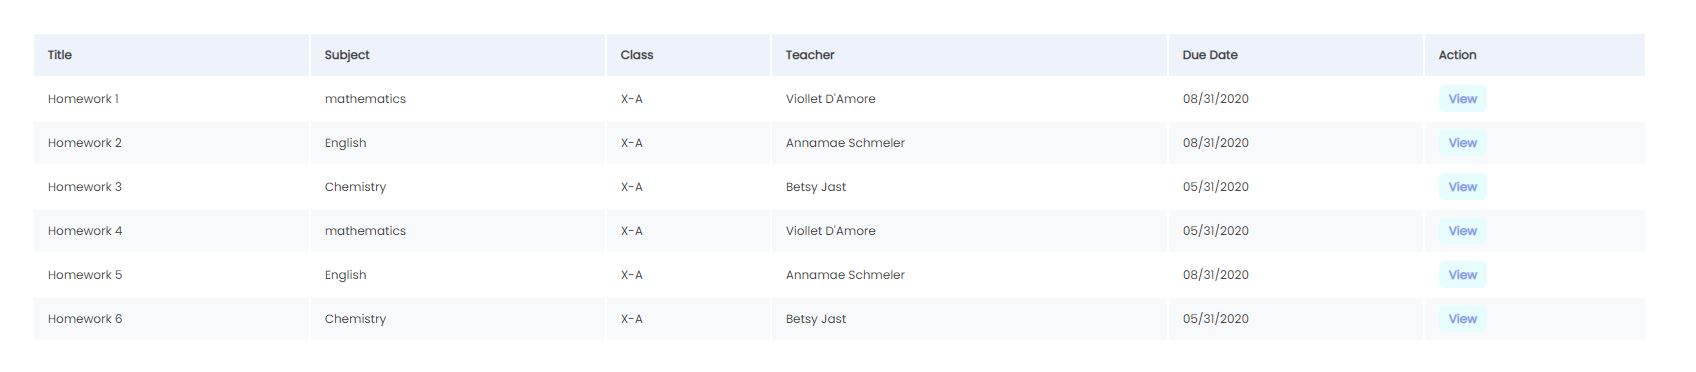 Title Subject Class Teacher Due Date Action
Homework 1 mathematics X-A Viollet D'Amore 08/31/2020 View
Homework 2 English X-A Annamae Schmeler 08/31/2020 View
Homework 3 Chemistry X-A Betsy Jast 05/31/2020 View
Homework 4 mathematics X-A Viollet D'Amore 05/31/2020 View
Homework 5 English X-A Annamae Schmeler 08/31/2020 View
Homework 6 Chemistry X-A Betsy Jast 05/31/2020 View